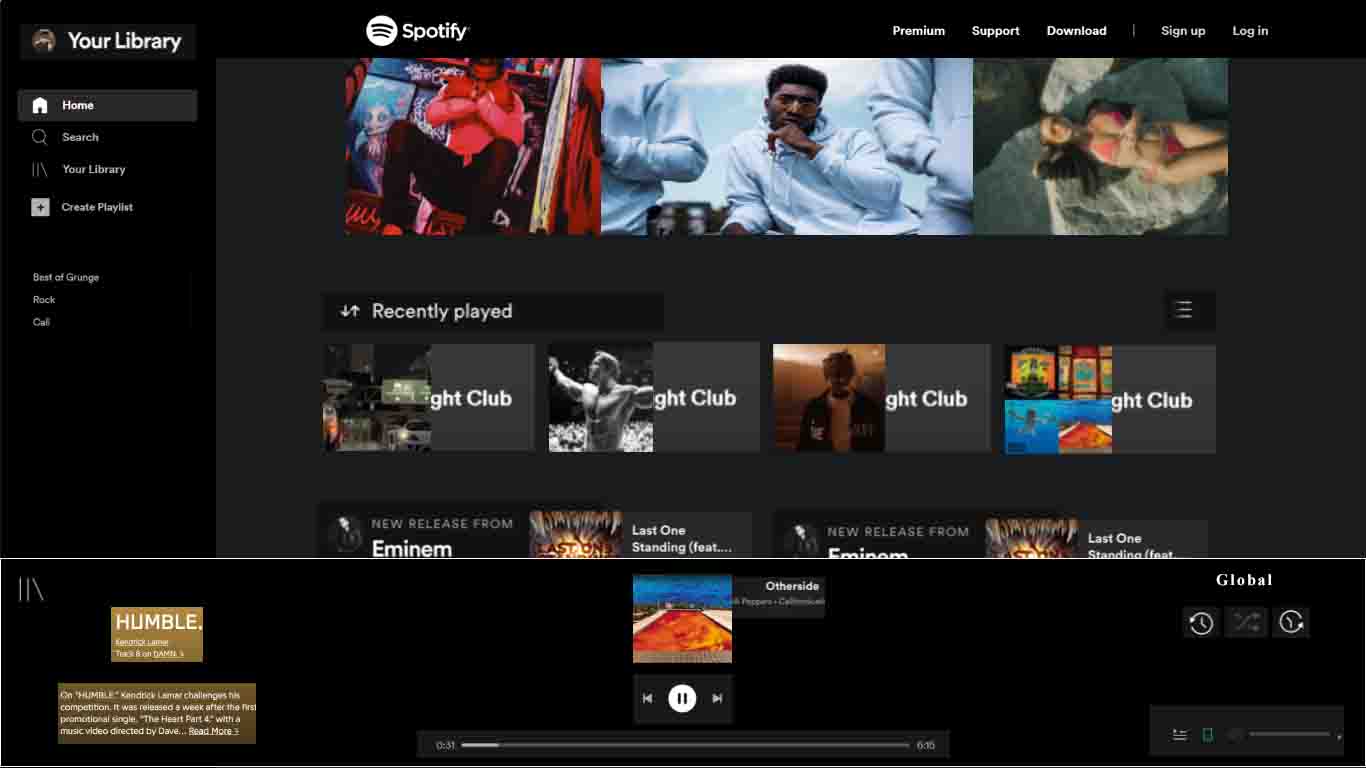 Your Library
Spotify
Premium
Support
Download
Sign up
Log in
Home
Search
Your Library
Create Playlist
Best of Grunge
Rock
Cali
Recently played
ght Club
ght Club
ght Club
ght Club
NEW RELEASE FROM
Eminem
LAST ONE
Last One
Standing (feat....
NEW RELEASE FROM
Eminem
Last One
Standing (feat....
HUMBLE.
Kendrick Lamar
Track 8 on DAMN.
On "HUMBLE," Kendrick Lamar challenges his
competition. It was released a week after the first
promotional single, "The Heart Part 4," with a
music video directed by Dave... Read More
Otherside
Peppers • Californicati
0:31
6:15
Global